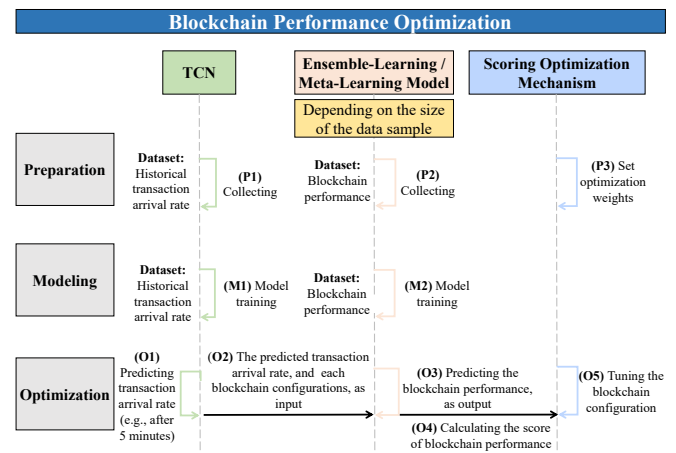 Blockchain Performance Optimization
TCN
Ensemble-Learning /
Meta-Learning Model
Scoring Optimization
Mechanism
Depending on the size
of the data sample
Preparation
Dataset:
Historical
transaction
arrival rate
(P1)
Collecting
Dataset:
Blockchain
performance
(P2)
Collecting
(P3) Set
optimization
weights
Modeling
Dataset:
Historical
transaction
arrival rate
(M1) Model
training
Dataset:
Blockchain
performance
(M2) Model
training
Optimization
(O1)
Predicting
transaction
arrival rate
(e.g., after
5 minutes)
(O2) The predicted transaction
arrival rate, and each
blockchain configurations, as
input
(O3) Predicting the
blockchain performance,
as output
(O4) Calculating the score
of blockchain performance
(O5) Tuning the
blockchain
configuration